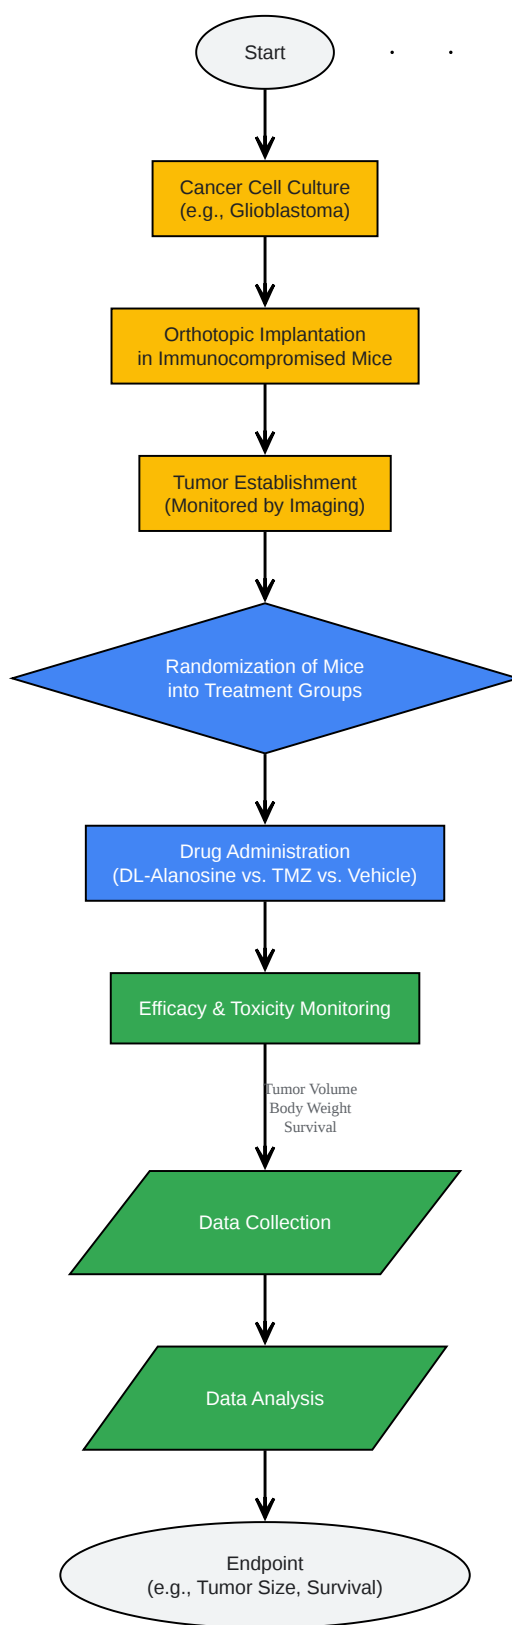 Start
Cancer Cell Culture
(e.g., Glioblastoma)
Orthotopic Implantation
in Immunocompromised Mice
Tumor Establishment
(Monitored by Imaging)
Randomization of Mice
into Treatment Groups
Drug Administration
(DL-Alanosine vs. TMZ vs. Vehicle)
Efficacy & Toxicity Monitoring
Tumor Volume
Body Weight
Survival
Data Collection
Data Analysis
Endpoint
(e.g., Tumor Size, Survival)